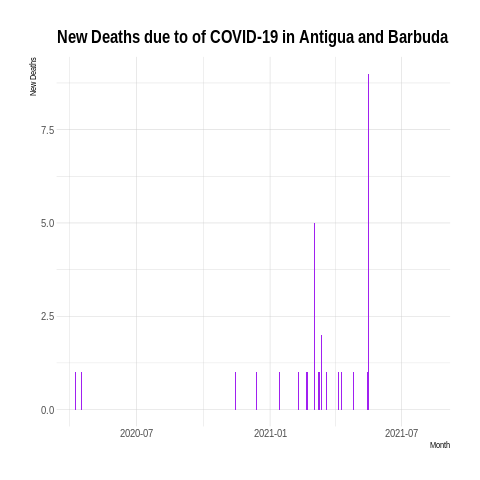 New Deaths due to of COVID-19 in Antigua and Barbuda
New Deaths
7.5
5.0
2.5
0.0
2020-07 2021-01 2021-07
Month